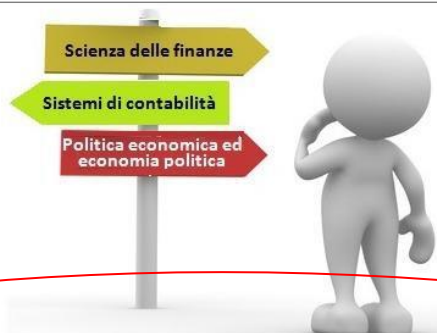 Scienza delle finanze
Sistemi di contabilità
Politica economica ed
economia politica